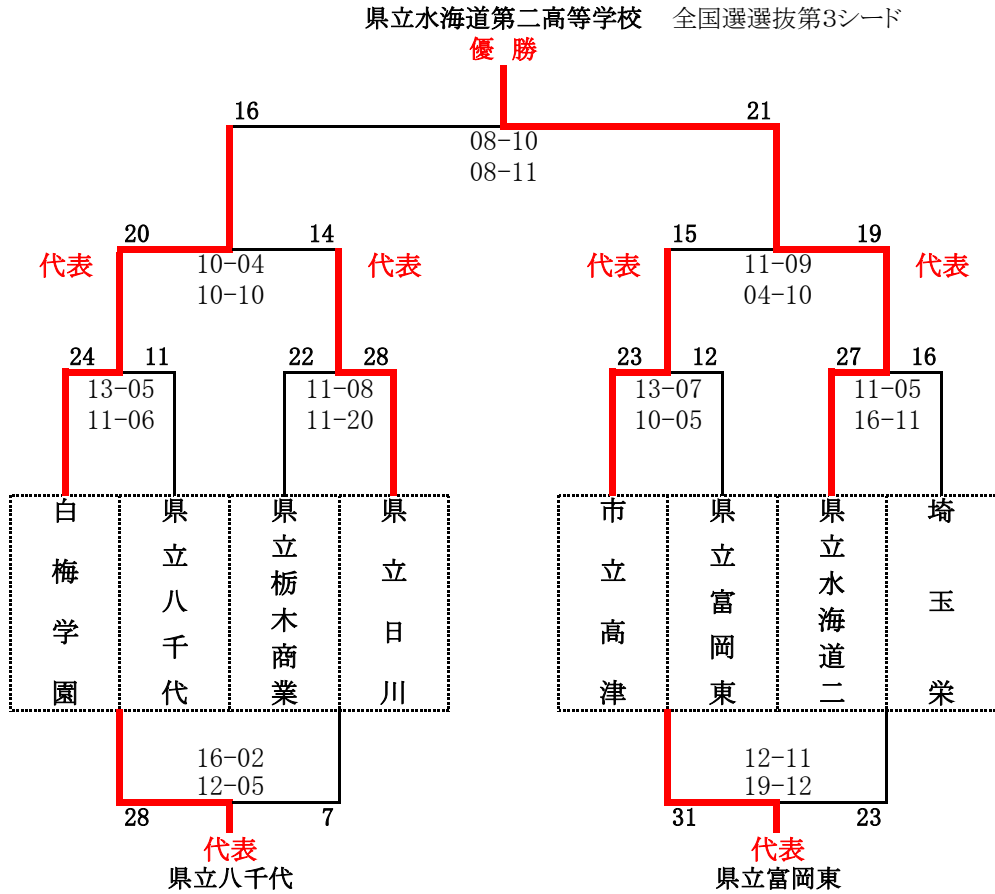 県立水海道第二高等学校 全国選選抜第3シード
優 勝
16 21
08-10
08-11
20 14 15 19
代表 代表 代表 代表
10-04 11-09
10-10 04-10
24 11 22 28 23 12 27 16
13-05 11-08 13-07 11-05
11-06 11-20 10-05 16-11
白梅学園
県立八千代
県立栃木商業
県立日川
市立高津
県立富岡東
県立水海道二
埼玉栄
16-02 12-11
12-05 19-12
28 7 31 23
代表 代表
県立八千代 県立富岡東